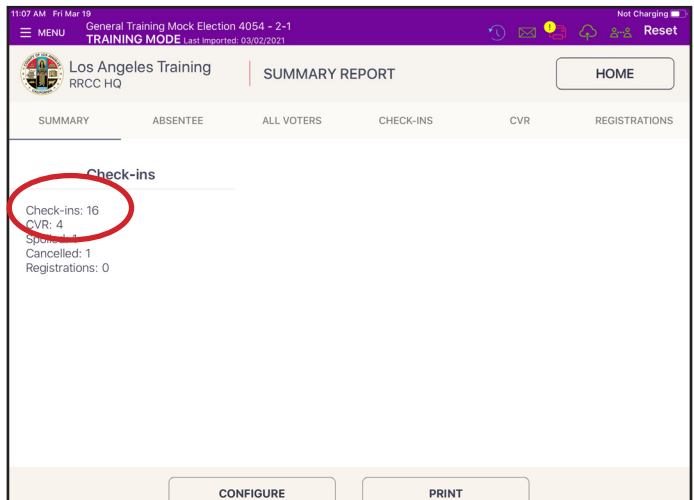 11:07 AM Fri Mar 19
Not Charging
MENU
General Training Mock Election 4054 - 2-1
TRAINING MODE Last Imported: 03/02/2021
Reset
Los Angeles Training
RRCC HQ
SUMMARY REPORT
HOME
SUMMARY ABSENTEE ALL VOTERS CHECK-INS CVR REGISTRATIONS
Check-ins
Check-ins: 16
CVR: 4
Spoiled: 1
Cancelled: 1
Registrations: 0
CONFIGURE PRINT